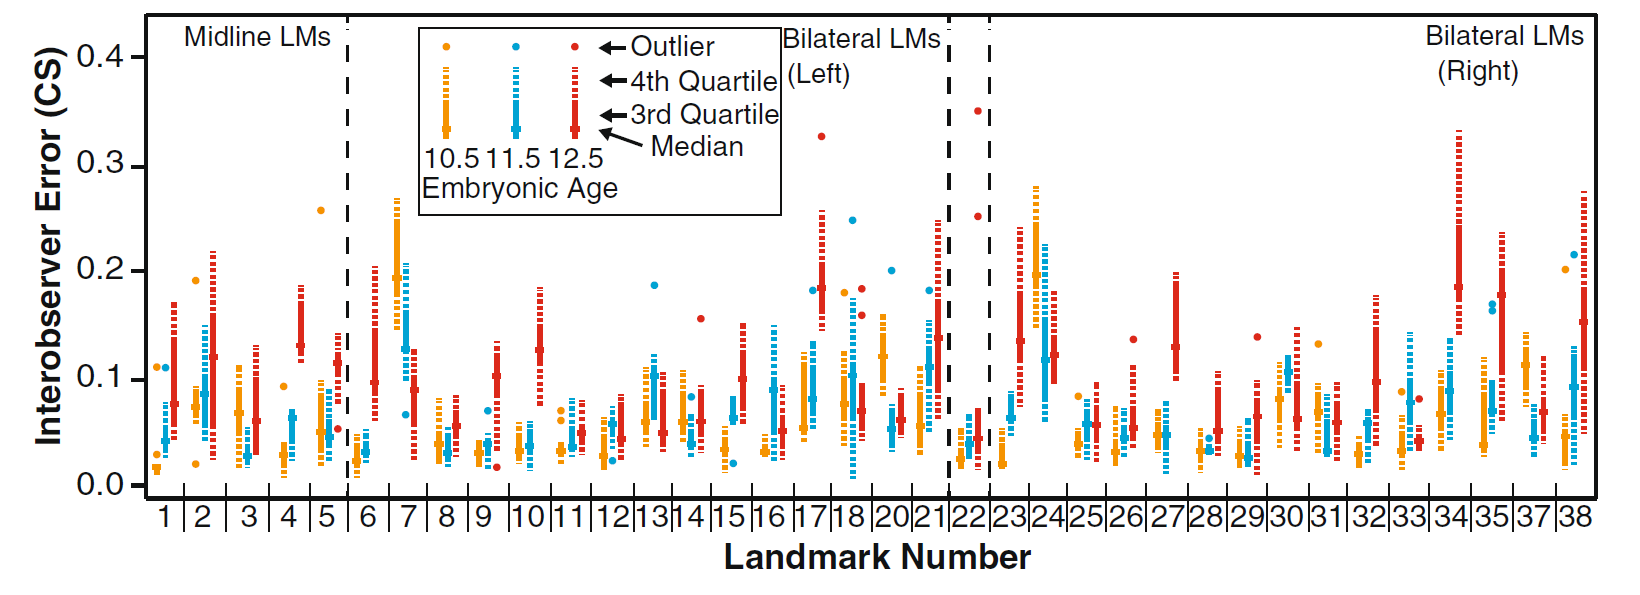 Interobserver Error (CS)
0.4
0.3
0.2
0.1
0.0
Midline LMs
Outlier
4th Quartile
3rd Quartile
Median
10.5 11.5 12.5
Embryonic Age
Bilateral LMs
(Left)
Bilateral LMs
(Right)
1 2 3 4 5 6 7 8 9 10 11 12 13 14 15 16 17 18 20 21 22 23 24 25 26 27 28 29 30 31 32 33 34 35 37 38
Landmark Number